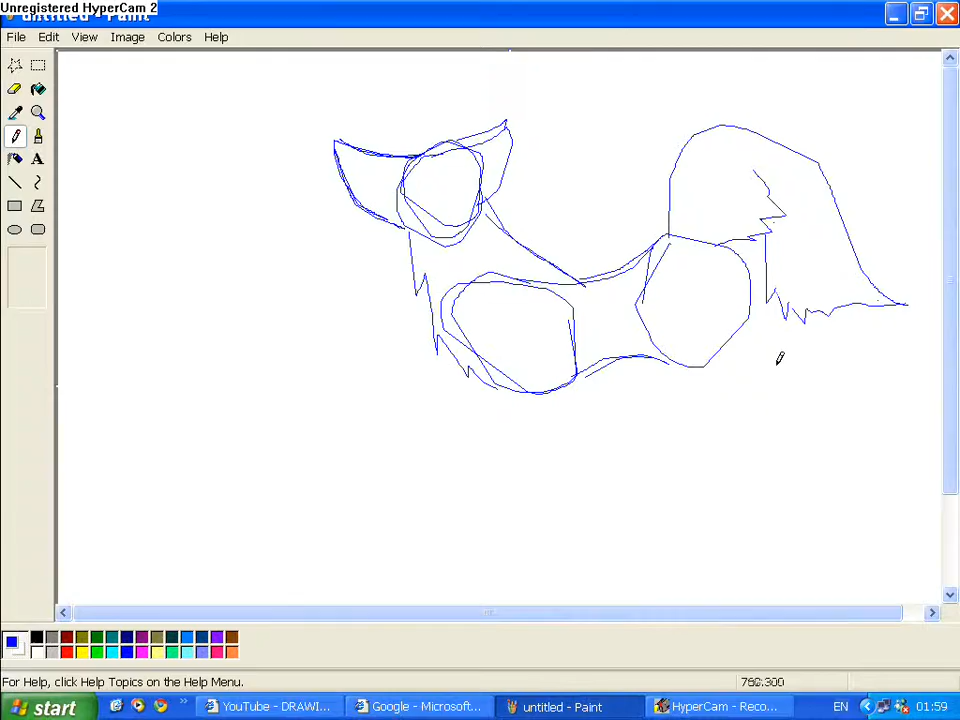 Unregistered HyperCam 2
untitled - Paint
File Edit View Image Colors Help
A
For Help, click Help Topics on the Help Menu.
760,300
start
YouTube - DRAWI...
Google - Microsoft...
untitled - Paint
HyperCam - Reco...
EN
01:59